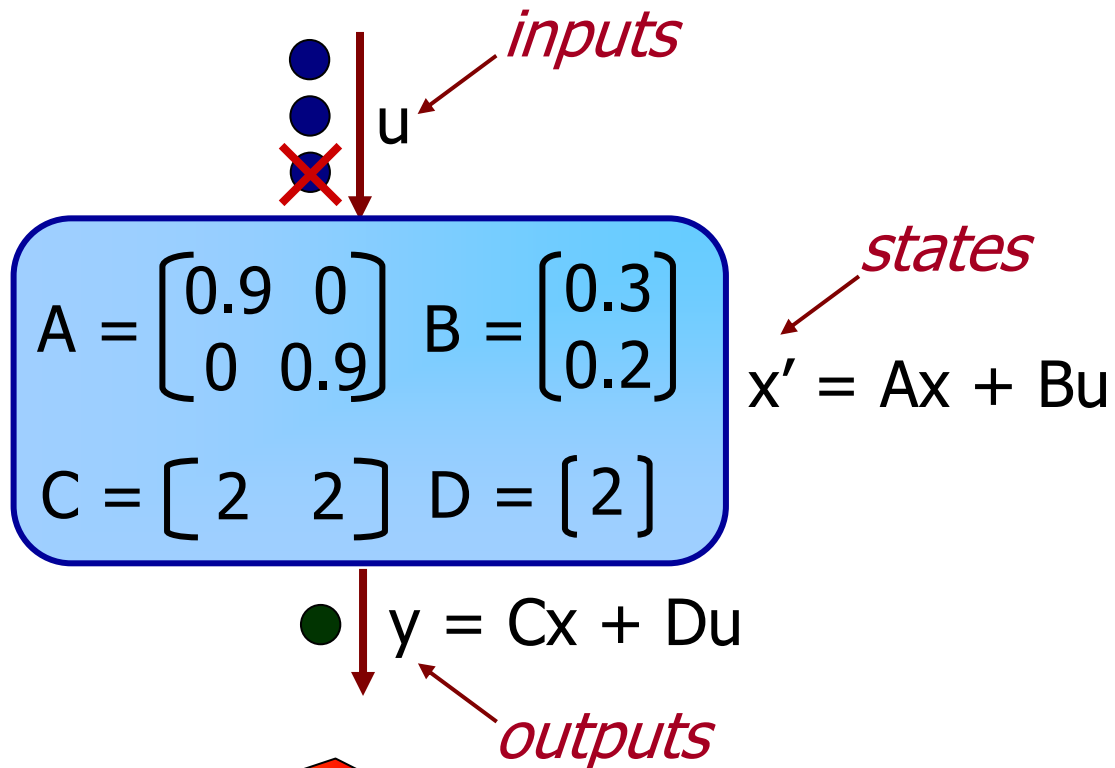 inputs
u
states
A = [0.9 0
0 0.9] B = [0.3
0.2]
x′ = Ax + Bu
C = [2 2] D = [2]
y = Cx + Du
outputs